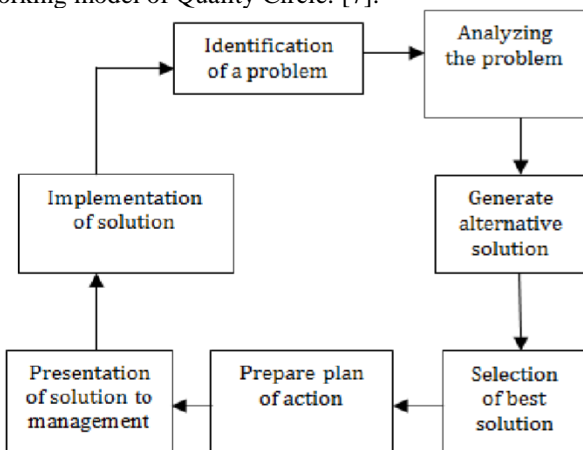 orking model of Quality Circle. [7].
Identification
of a problem
Analyzing
the problem
Generate
alternative
solution
Selection
of best
solution
Prepare plan
of action
Presentation
of solution to
management
Implementation
of solution